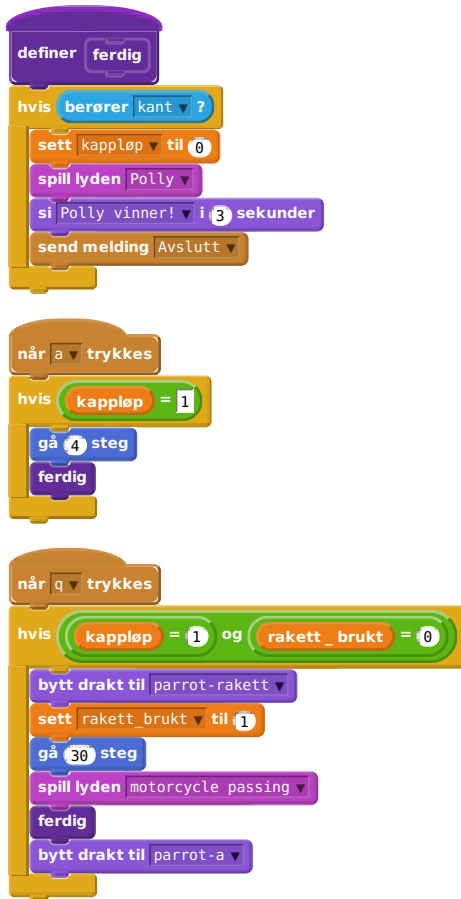 definer ferdig
hvis berører kant ▼ ?
sett kappløp ▼ til 0
spill lyden Polly ▼
si Polly vinner! ▼ i 3 sekunder
send melding Avslutt ▼
når a ▼ trykkes
hvis kappløp = 1
gå 4 steg
ferdig
når q ▼ trykkes
hvis kappløp = 1 og rakett _ brukt = 0
bytt drakt til parrot-rakett ▼
sett rakett_brukt ▼ til 1
gå 30 steg
spill lyden motorcycle passing ▼
ferdig
bytt drakt til parrot-a ▼